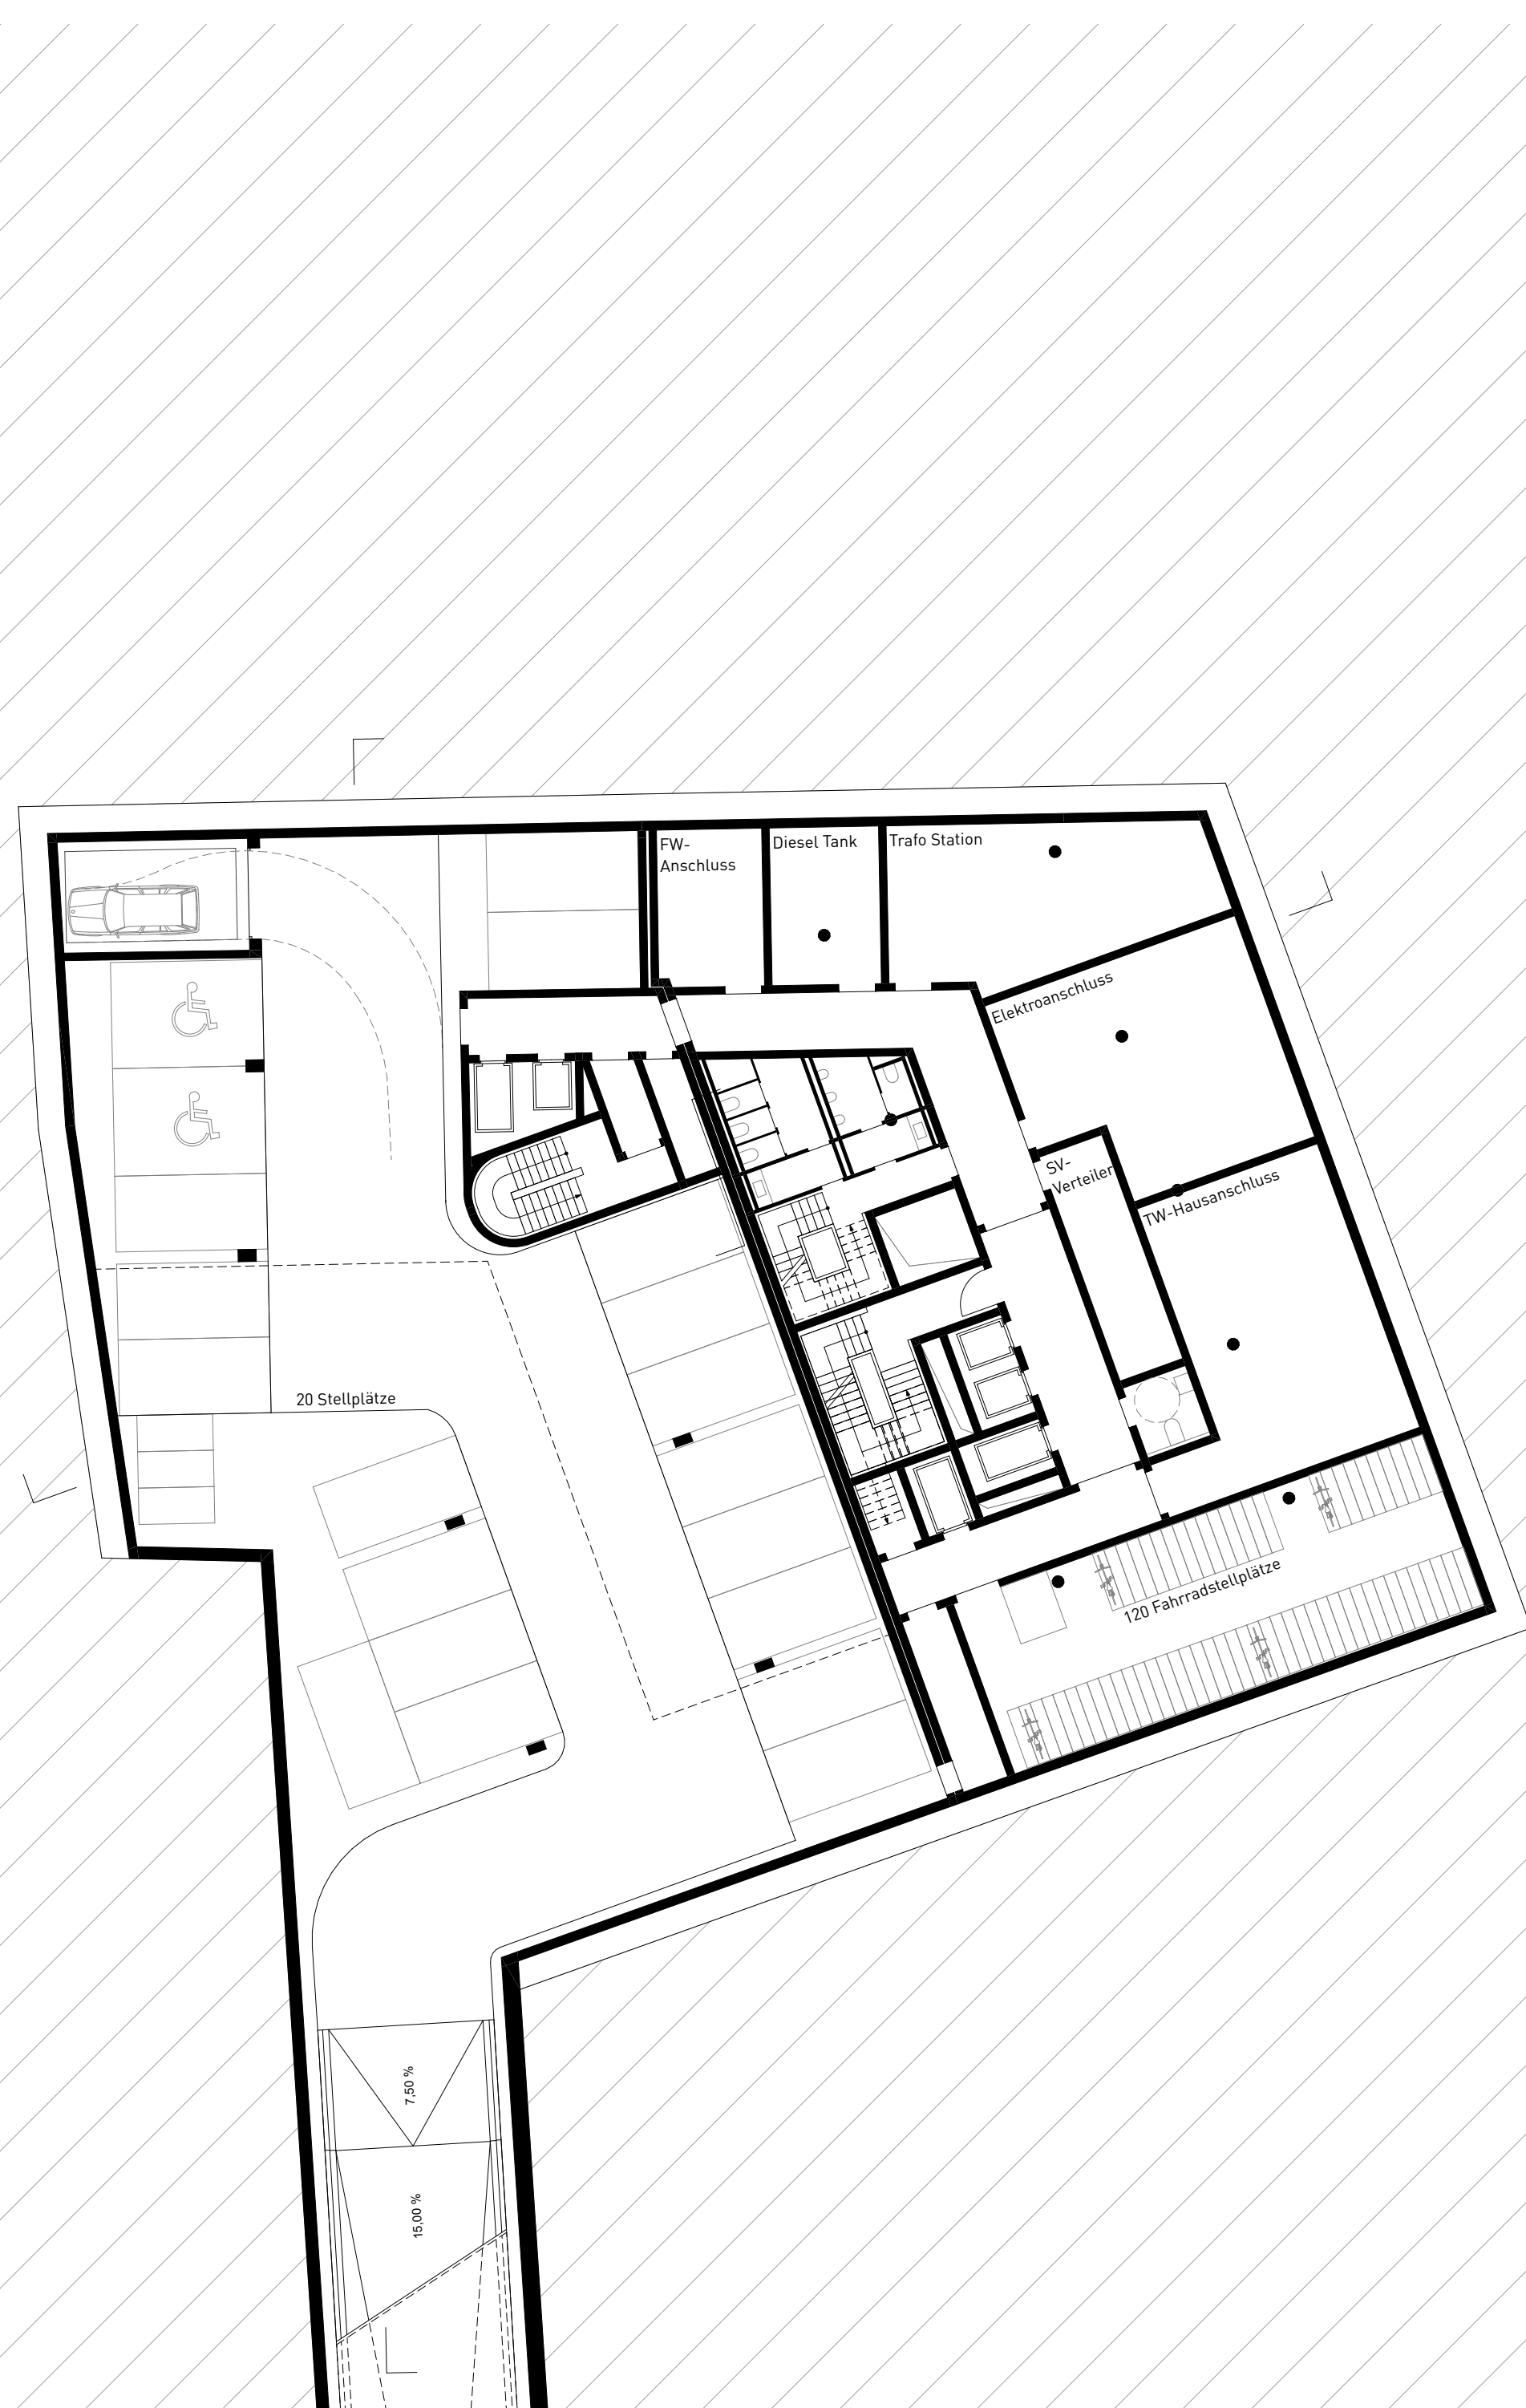 FW-
Anschluss
Diesel Tank
Trafo Station
Elektroanschluss
SV-
Verteiler
TW-Hausanschluss
20 Stellplätze
120 Fahrradstellplätze
7,50 %
15,00 %